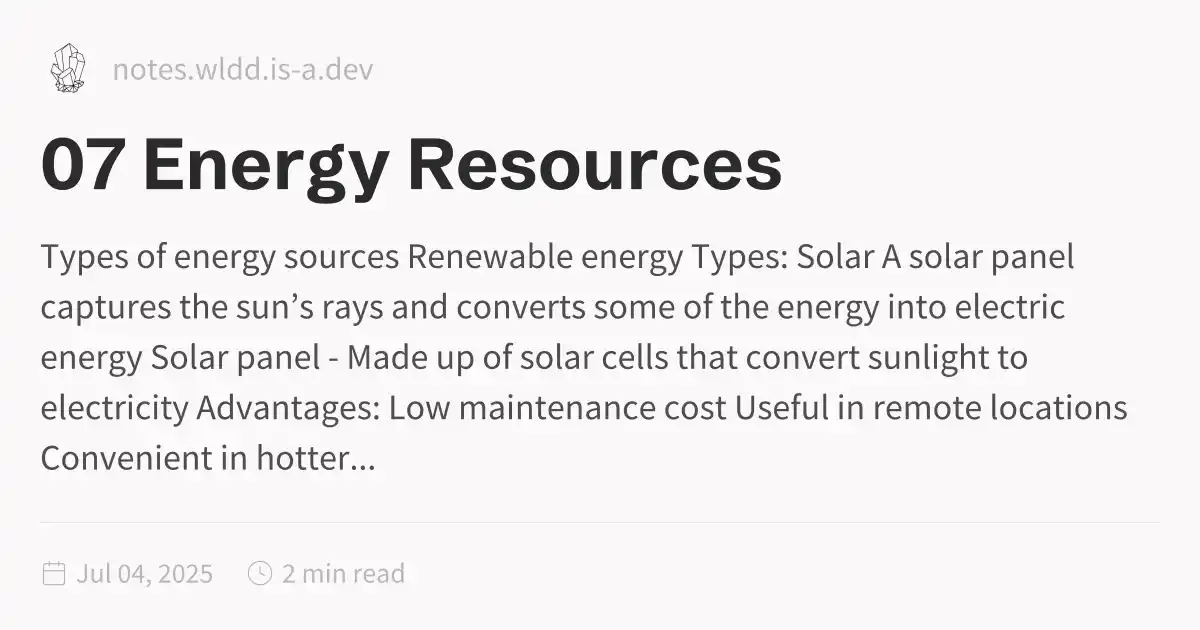 notes.wldd.is-a.dev
07 Energy Resources
Types of energy sources Renewable energy Types: Solar A solar panel
captures the sun’s rays and converts some of the energy into electric
energy Solar panel - Made up of solar cells that convert sunlight to
electricity Advantages: Low maintenance cost Useful in remote locations
Convenient in hotter...
Jul 04, 2025 2 min read